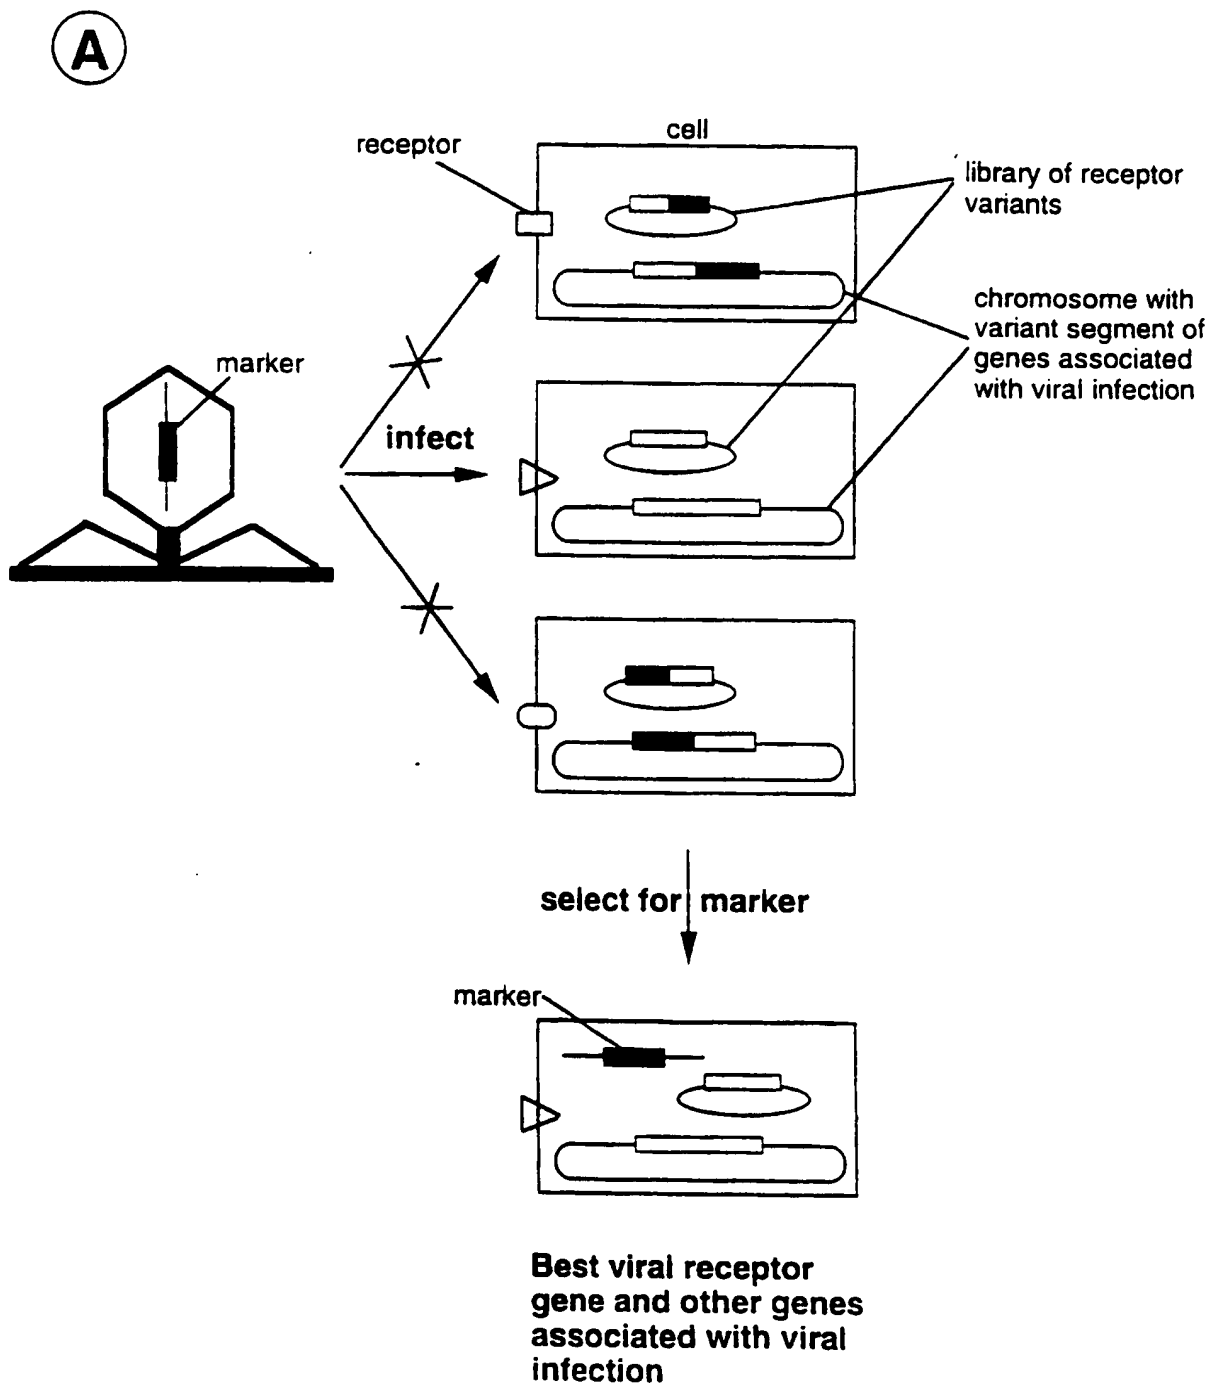 A
cell
receptor
library of receptor
variants
chromosome with
variant segment of
genes associated
with viral infection
marker
infect
select for marker
marker
Best viral receptor
gene and other genes
associated with viral
infection